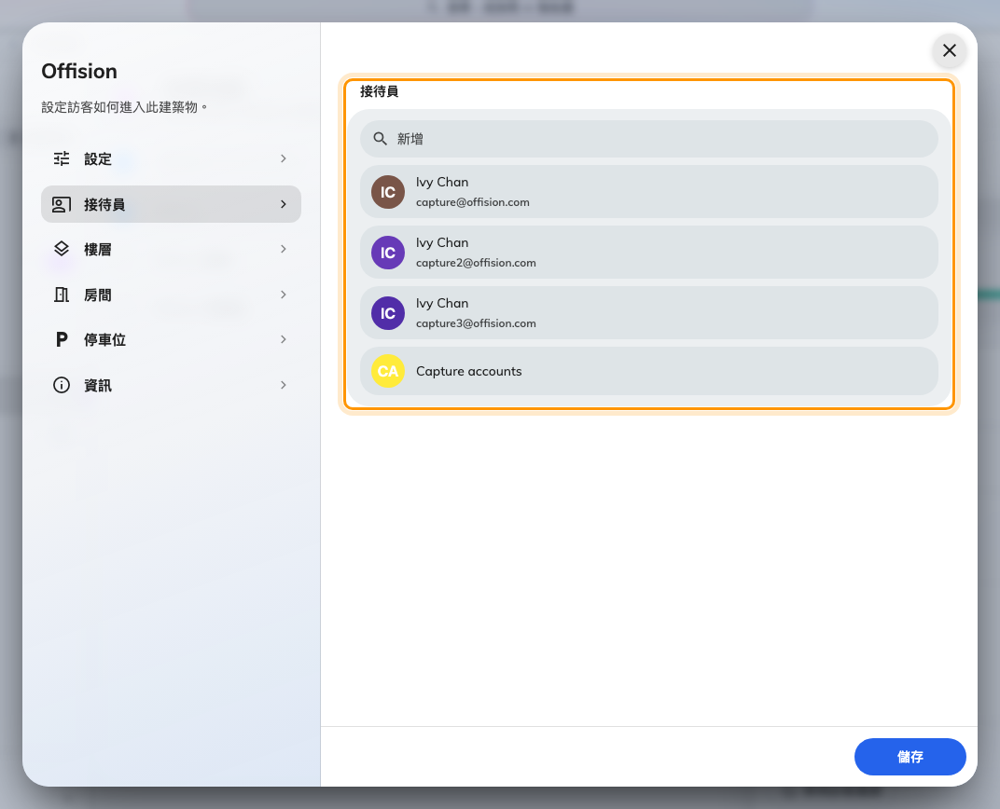 Offision
設定訪客如何進入此建築物。
設定
接待員
樓層
房間
停車位
資訊
接待員
新增
IC
Ivy Chan
capture@offision.com
IC
Ivy Chan
capture2@offision.com
IC
Ivy Chan
capture3@offision.com
CA
Capture accounts
儲存